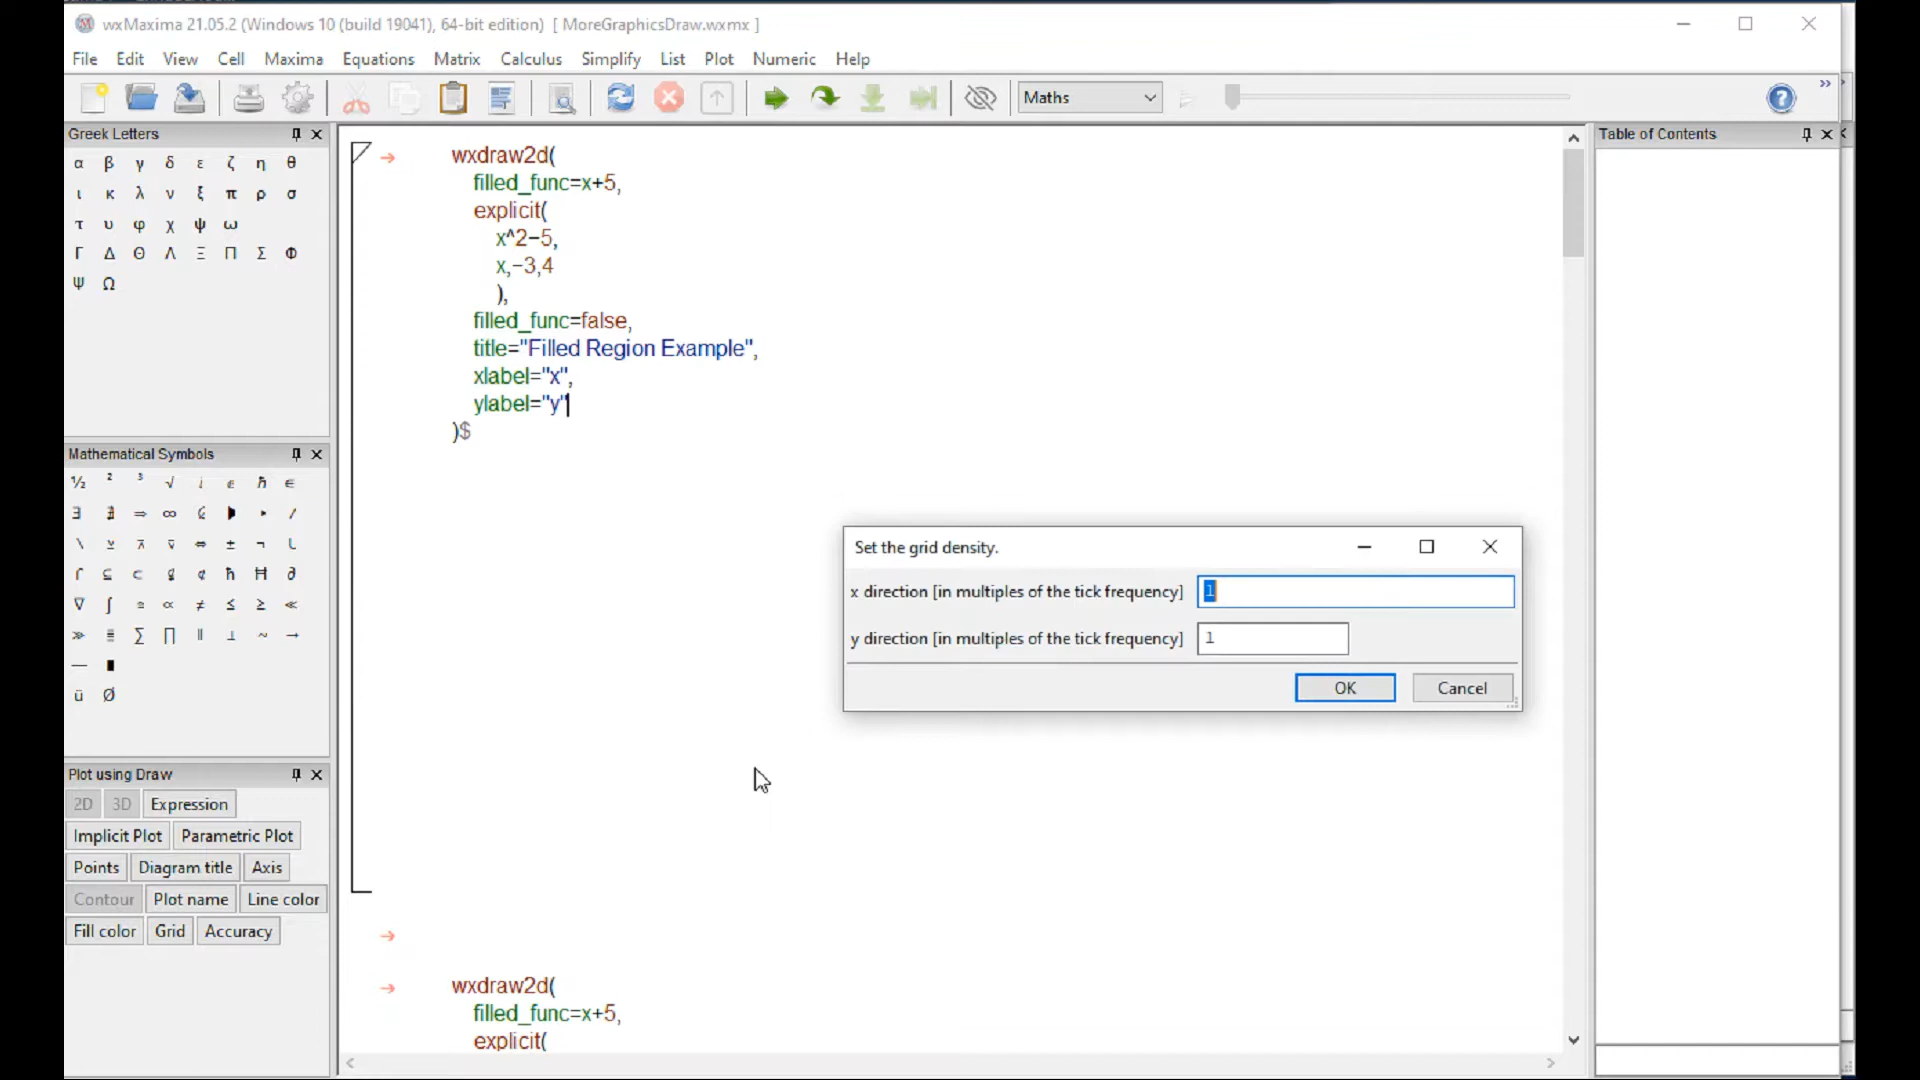 wxMaxima 21.05.2 (Windows 10 (build 19041), 64-bit edition) [ MoreGraphicsDraw.wxmx ]
File Edit View Cell Maxima Equations Matrix Calculus Simplify List Plot Numeric Help
Maths
Greek Letters
α β γ δ ε ζ η θ
ι κ λ ν ξ π ρ σ
τ υ φ χ ψ ω
Γ Δ Θ Λ Ξ Π Σ Φ
Ψ Ω
Mathematical Symbols
½ ² ³ √ ⅈ ⅇ ℏ ∈
∃ ∄ ⇒ ∞
⇔ ± ¬
⊆ ⊂ ħ Ħ ∂
∇ ∫ ≅ ∝ ≠ ≤ ≥ ≪
≫ ≣ ∑ ∏ ∥ ⟂ ~ →
— ∎
ü Ø
Plot using Draw
2D 3D Expression
Implicit Plot Parametric Plot
Points Diagram title Axis
Contour Plot name Line color
Fill color Grid Accuracy
wxdraw2d(
filled_func=x+5,
explicit(
x^2−5,
x,−3,4
),
filled_func=false,
title="Filled Region Example",
xlabel="x",
ylabel="y"
)$
Set the grid density.
x direction [in multiples of the tick frequency] 1
y direction [in multiples of the tick frequency] 1
OK Cancel
wxdraw2d(
filled_func=x+5,
explicit(
Table of Contents